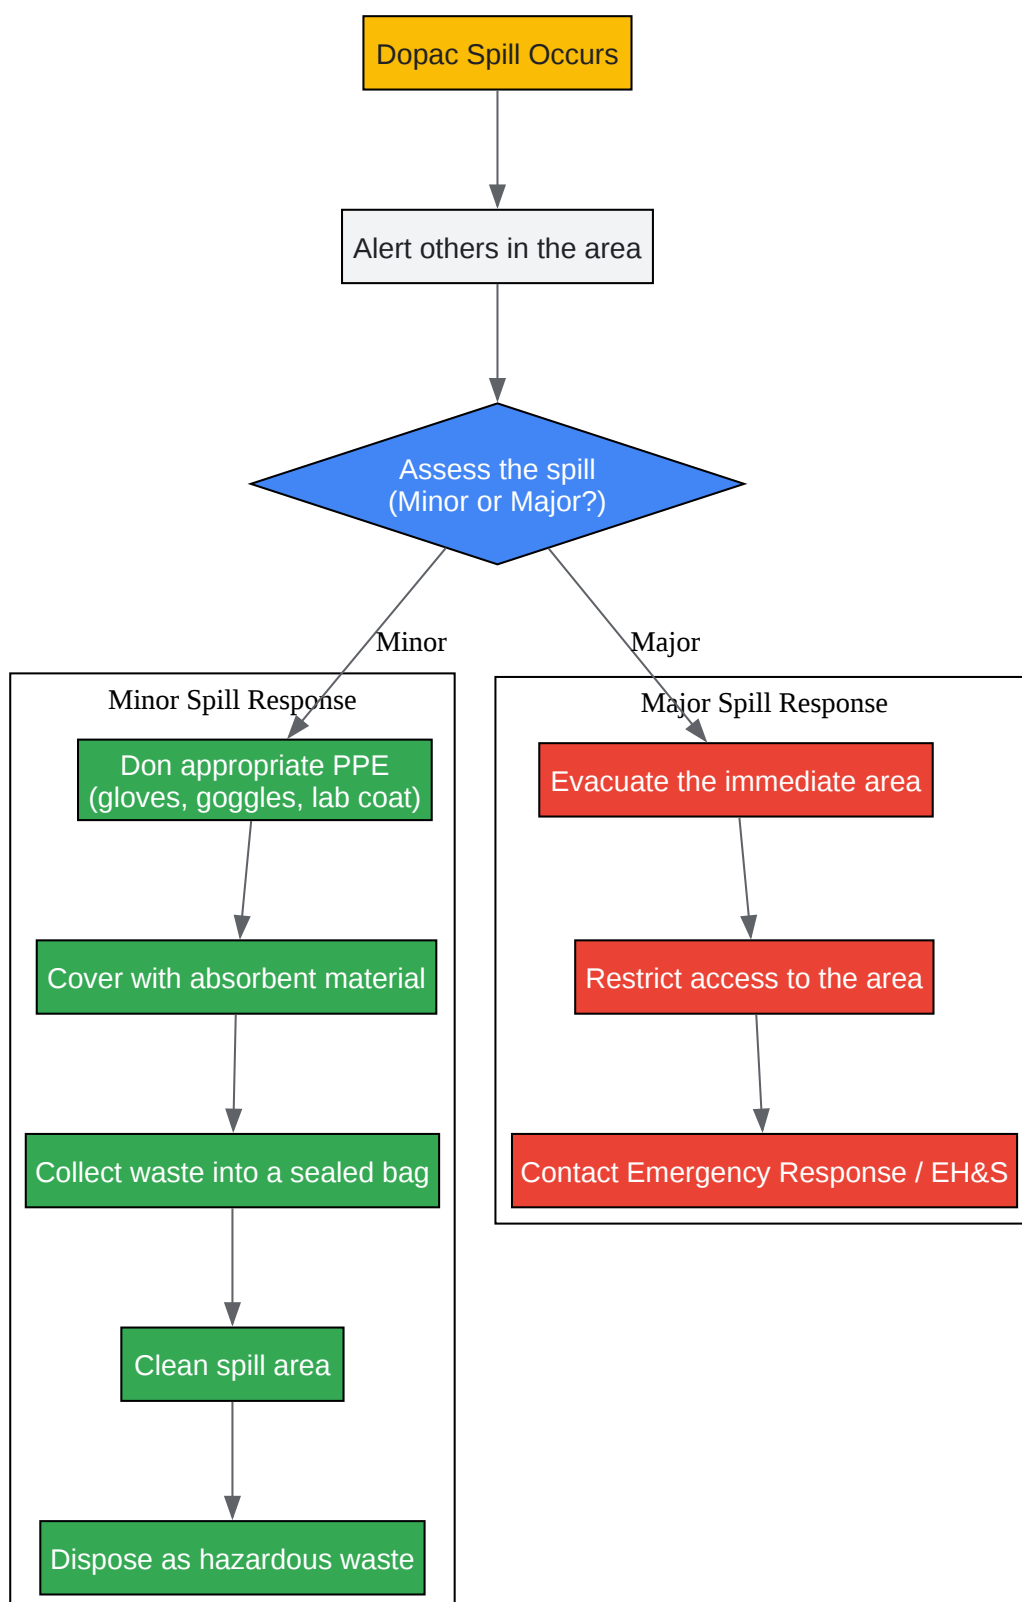 Dopac Spill Occurs
Alert others in the area
Assess the spill
(Minor or Major?)
Minor
Major
Minor Spill Response
Don appropriate PPE
(gloves, goggles, lab coat)
Cover with absorbent material
Collect waste into a sealed bag
Clean spill area
Dispose as hazardous waste
Major Spill Response
Evacuate the immediate area
Restrict access to the area
Contact Emergency Response / EH&S